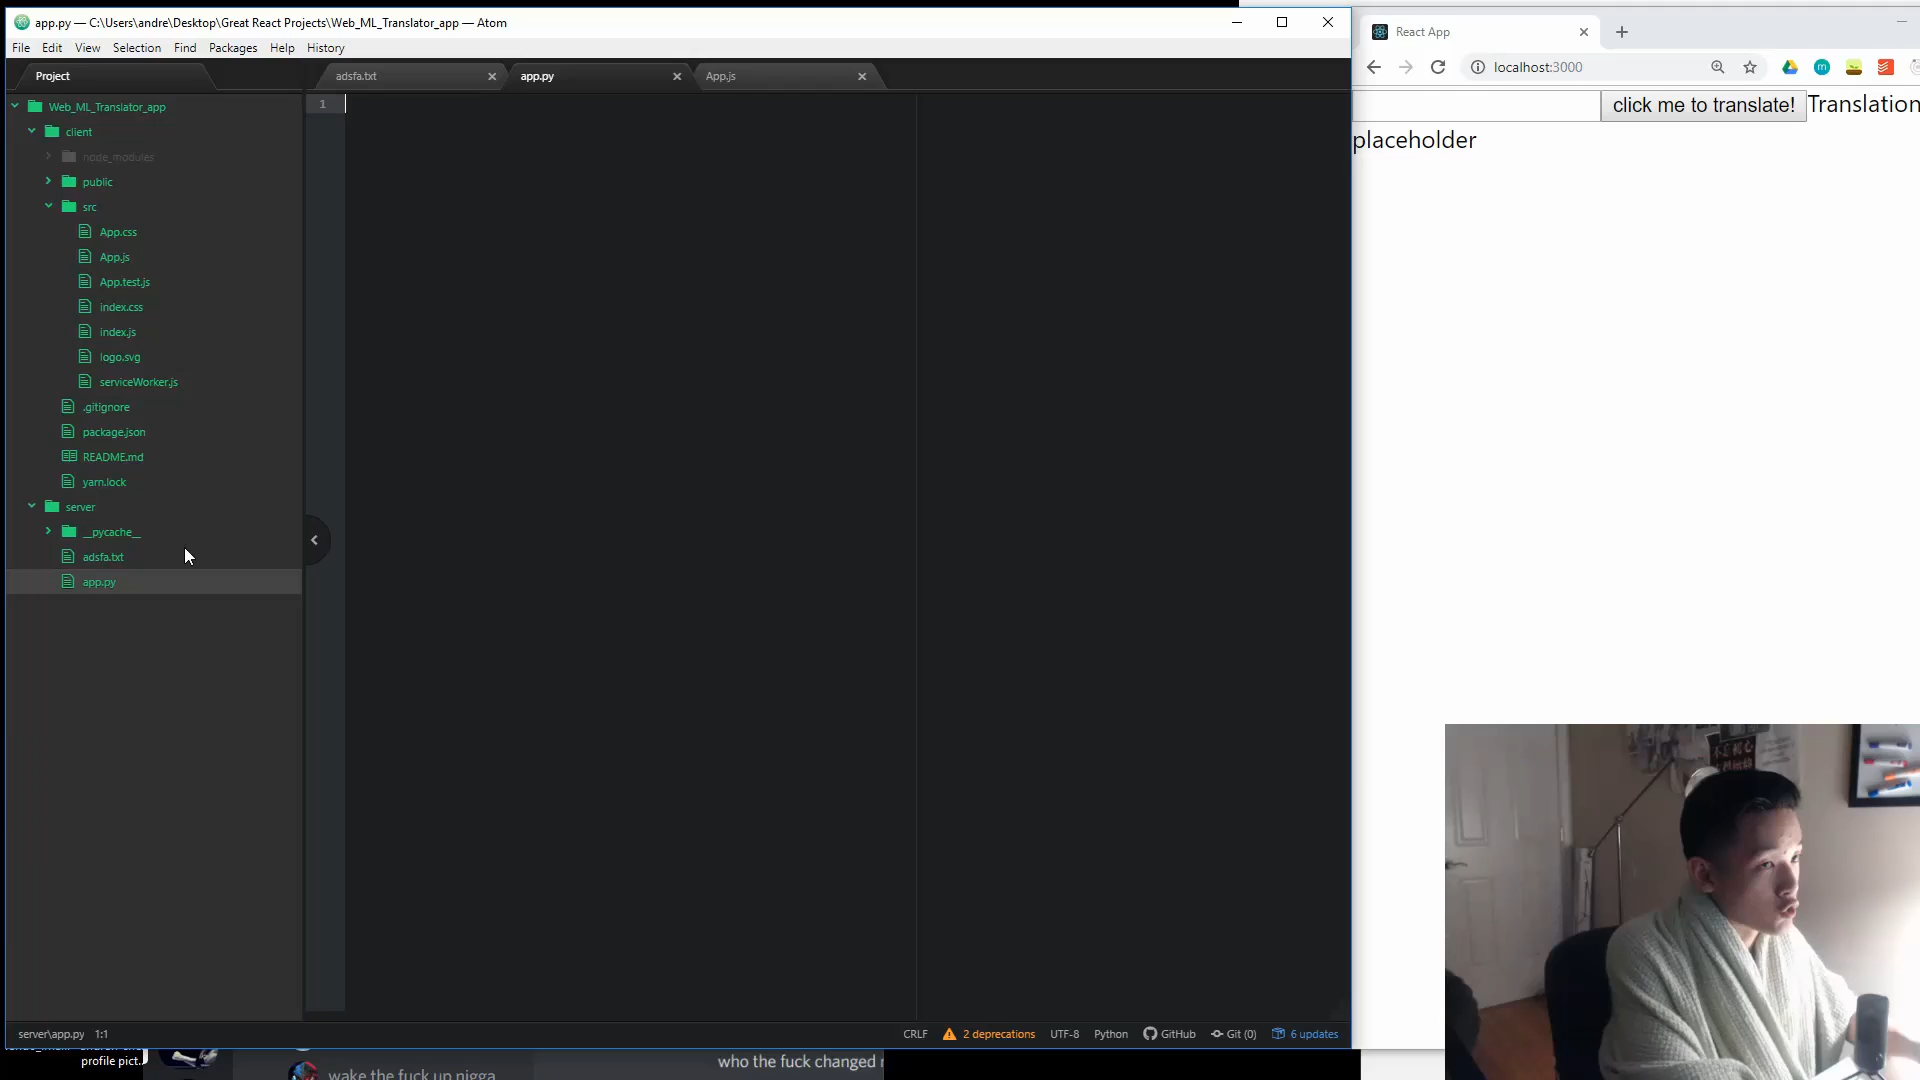 app.py — C:\Users\andre\Desktop\Great React Projects\Web_ML_Translator_app — Atom
File Edit View Selection Find Packages Help History
Project
adsfa.txt
app.py
App.js
1
Web_ML_Translator_app
client
node_modules
public
src
App.css
App.js
App.test.js
index.css
index.js
logo.svg
serviceWorker.js
.gitignore
package.json
README.md
yarn.lock
server
__pycache__
adsfa.txt
app.py
server\app.py 1:1
CRLF 2 deprecations UTF-8 Python GitHub Git (0) 6 updates
React App
localhost:3000
click me to translate! Translation
placeholder
profile pict...
who the fuck changed
wake the fuck up nigga